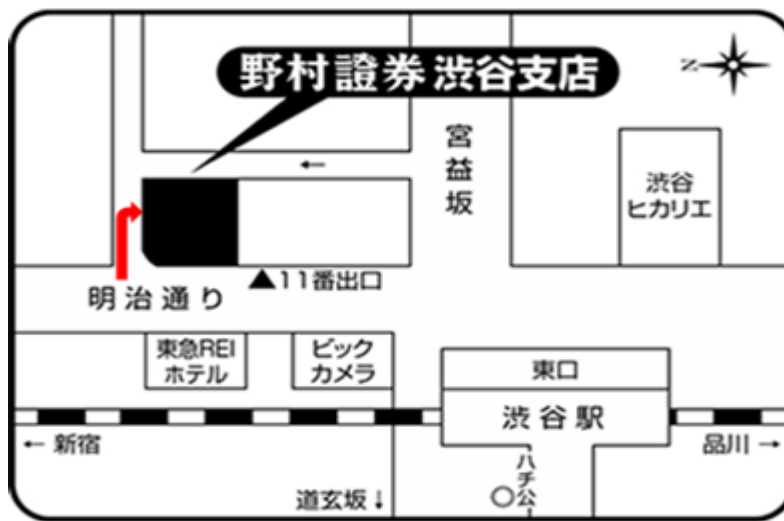 野村證券 渋谷支店
N
宮益坂
←
渋谷
ヒカリエ
▲11番出口
明治通り
東急REI
ホテル
ビック
カメラ
東口
渋谷駅
← 新宿
品川 →
ハチ公
道玄坂↓